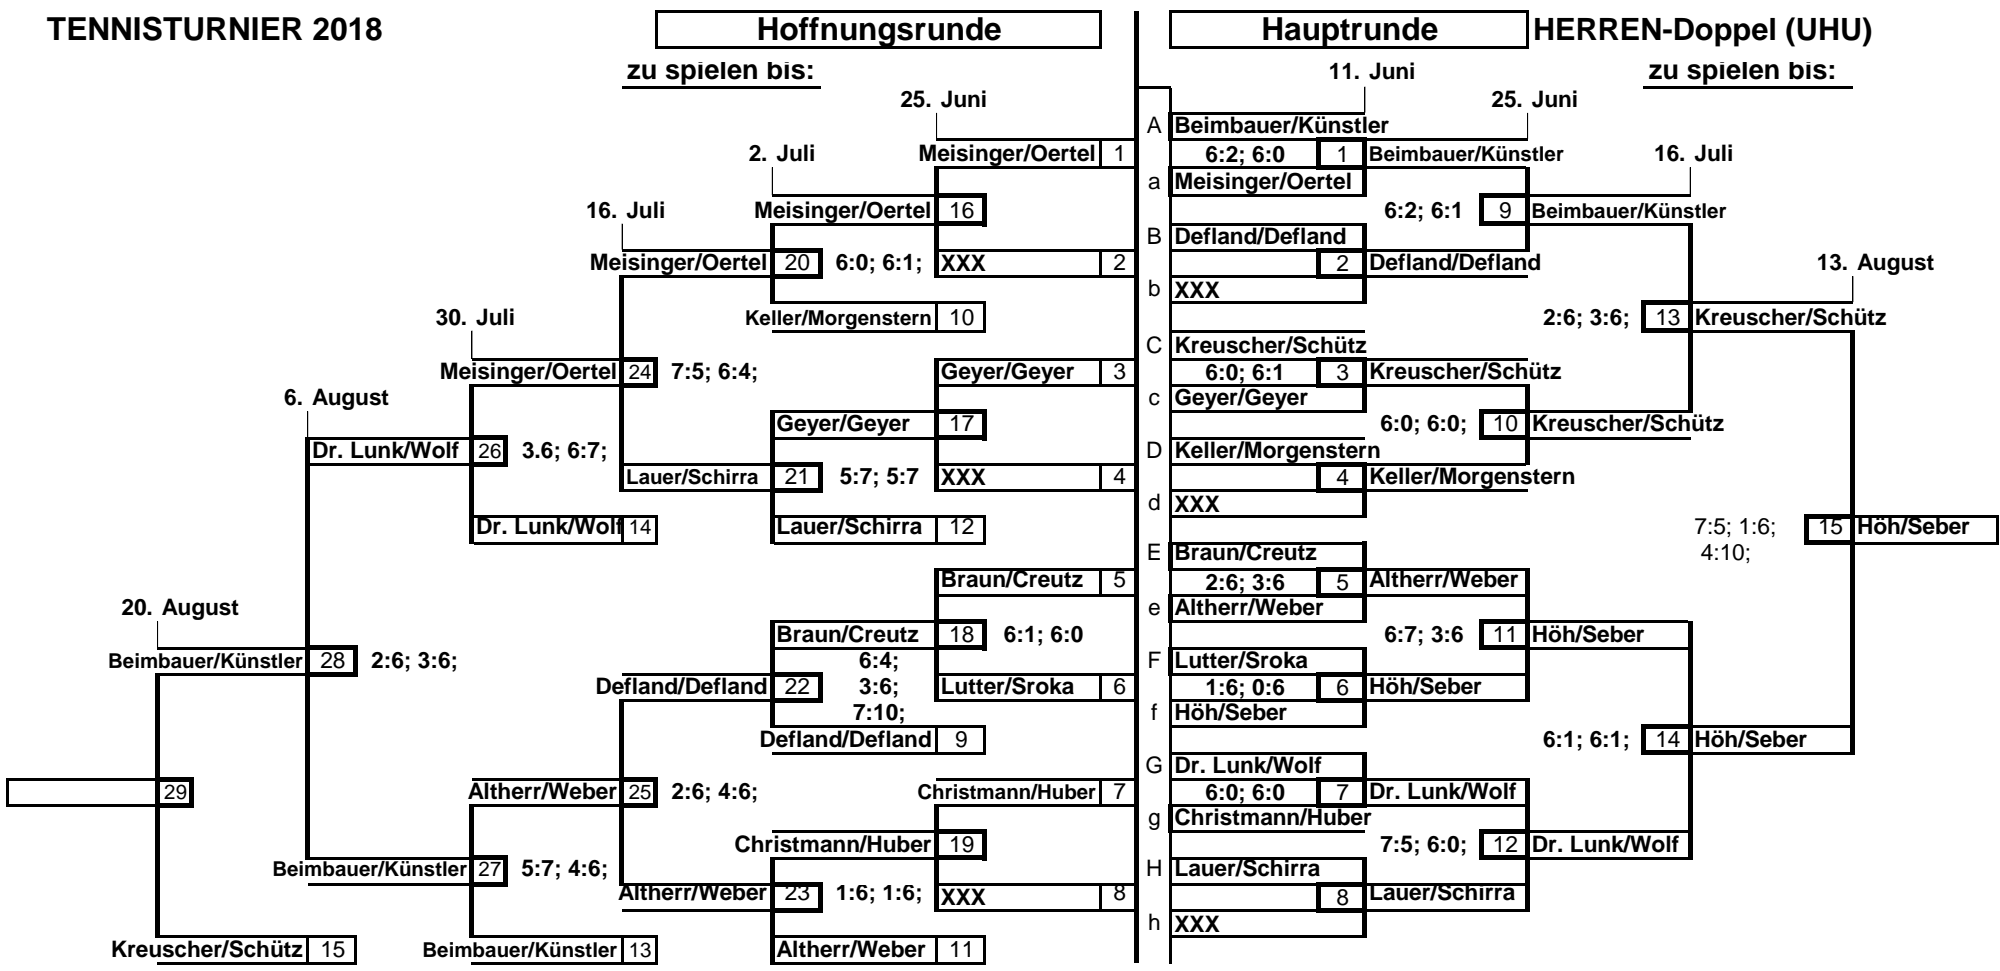 TENNISTURNIER 2018 Hoffnungsrunde Hauptrunde HERREN-Doppel (UHU)
zu spielen bis: 11. Juni zu spielen bis:
25. Juni 25. Juni
A Beimbauer/Künstler
2. Juli Meisinger/Oertel 1 6:2; 6:0 1 Beimbauer/Künstler 16. Juli
a Meisinger/Oertel
16. Juli Meisinger/Oertel 16 6:2; 6:1 9 Beimbauer/Künstler
B Defland/Defland
Meisinger/Oertel 20 6:0; 6:1; XXX 2 2 Defland/Defland 13. August
b XXX
30. Juli Keller/Morgenstern 10 2:6; 3:6; 13 Kreuscher/Schütz
C Kreuscher/Schütz
Meisinger/Oertel 24 7:5; 6:4; Geyer/Geyer 3 6:0; 6:1 3 Kreuscher/Schütz
6. August c Geyer/Geyer
Geyer/Geyer 17 6:0; 6:0; 10 Kreuscher/Schütz
Dr. Lunk/Wolf 26 3.6; 6:7; D Keller/Morgenstern
Lauer/Schirra 21 5:7; 5:7 XXX 4 4 Keller/Morgenstern
d XXX
Dr. Lunk/Wolf 14 Lauer/Schirra 12 7:5; 1:6; 15 Höh/Seber
E Braun/Creutz 4:10;
Braun/Creutz 5 2:6; 3:6 5 Altherr/Weber
20. August e Altherr/Weber
Braun/Creutz 18 6:1; 6:0 6:7; 3:6 11 Höh/Seber
Beimbauer/Künstler 28 2:6; 3:6; 6:4; F Lutter/Sroka
Defland/Defland 22 3:6; Lutter/Sroka 6 1:6; 0:6 6 Höh/Seber
7:10; f Höh/Seber
Defland/Defland 9 6:1; 6:1; 14 Höh/Seber
G Dr. Lunk/Wolf
29 Altherr/Weber 25 2:6; 4:6; Christmann/Huber 7 6:0; 6:0 7 Dr. Lunk/Wolf
g Christmann/Huber
Christmann/Huber 19 7:5; 6:0; 12 Dr. Lunk/Wolf
Beimbauer/Künstler 27 5:7; 4:6; H Lauer/Schirra
Altherr/Weber 23 1:6; 1:6; XXX 8 8 Lauer/Schirra
h XXX
Kreuscher/Schütz 15 Beimbauer/Künstler 13 Altherr/Weber 11